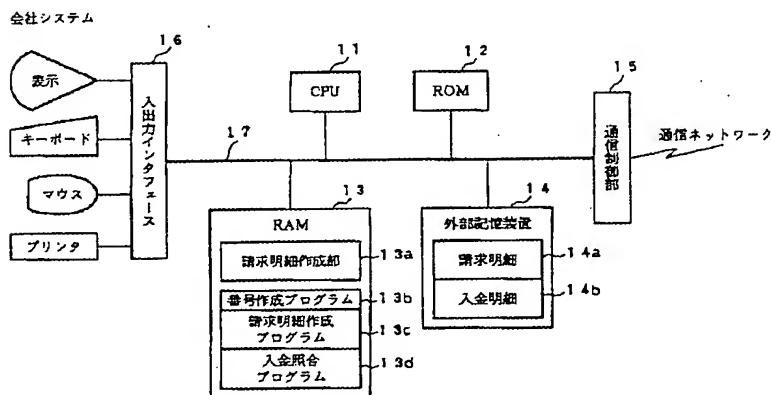 会社システム
16
11
12
15
表示
CPU
ROM
キーボード
入出力インタフェース
17
通信制御部
通信ネットワーク
マウス
13
14
RAM
外部記憶装置
プリンタ
請求明細作成部
13a
請求明細
14a
番号作成プログラム
13b
入金明細
14b
請求明細作成
プログラム
13c
入金照合
プログラム
13d